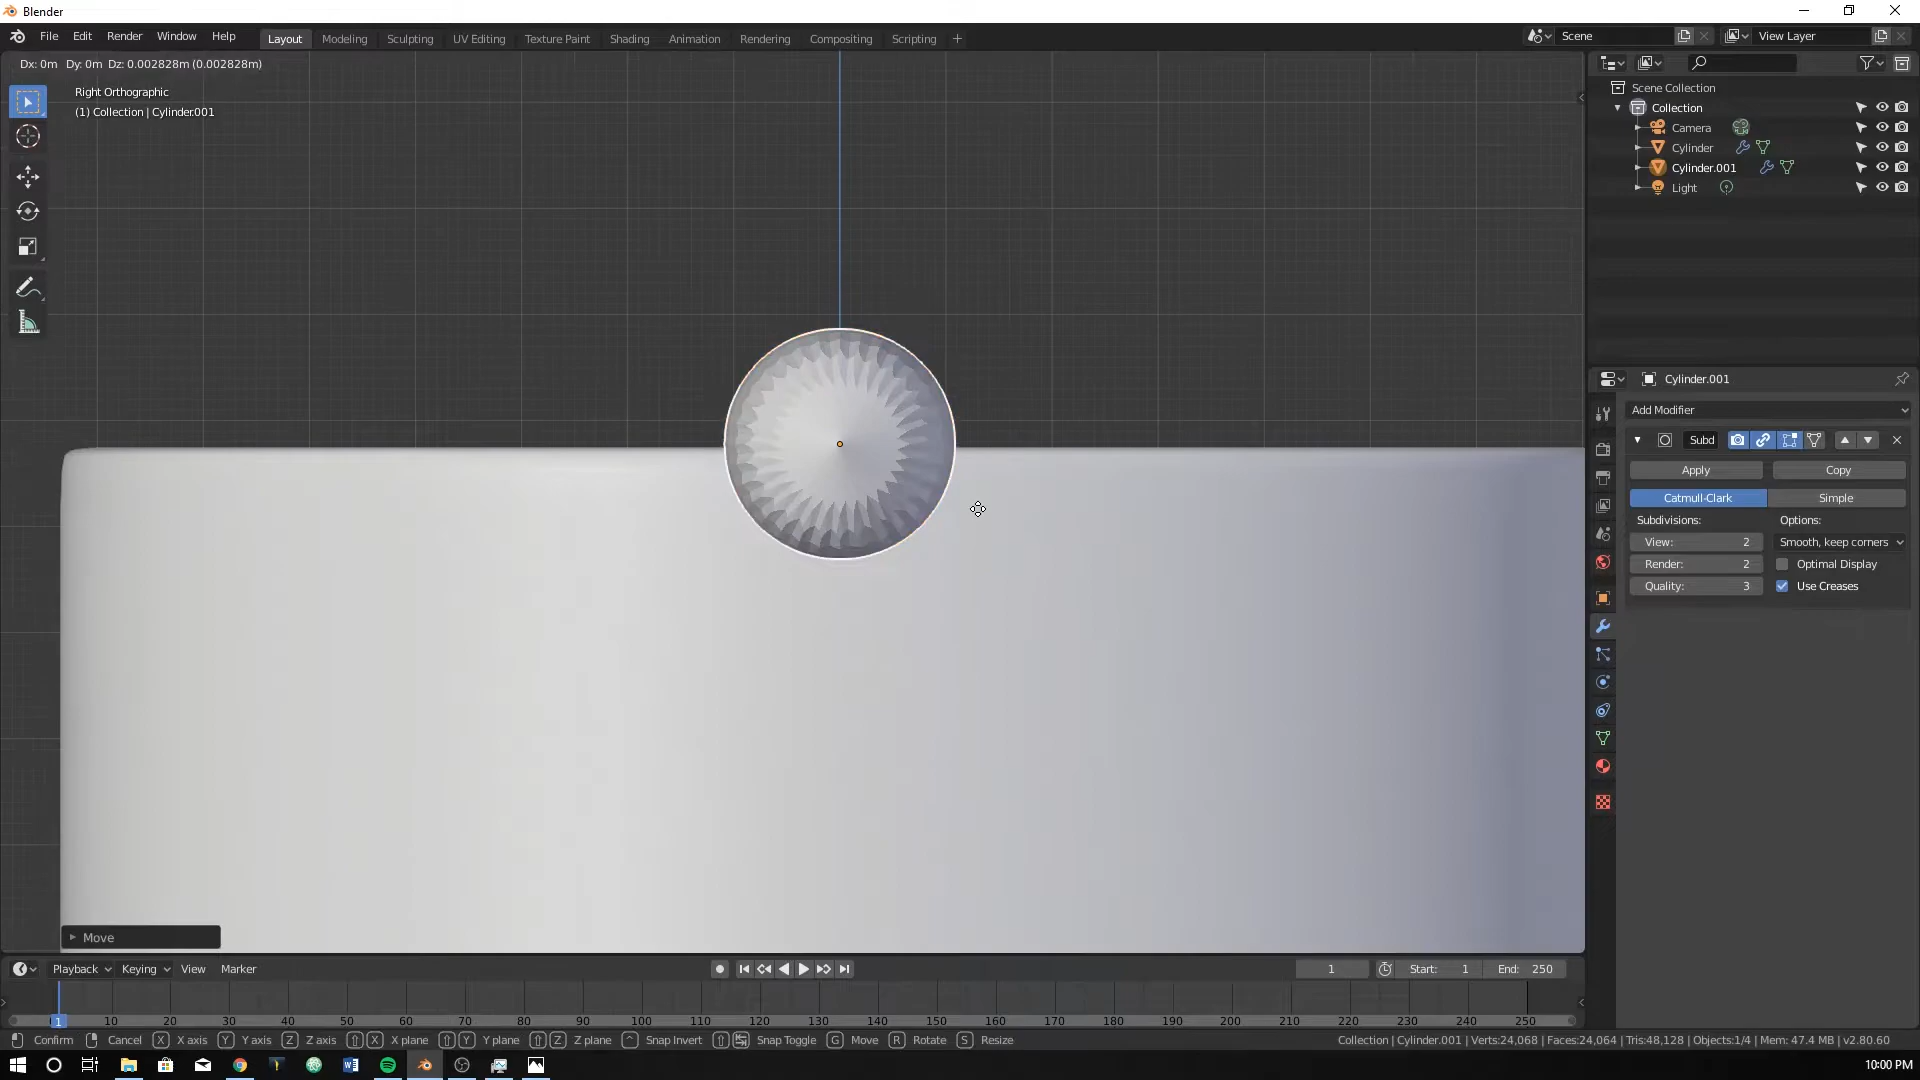 Blender
File Edit Render Window Help Layout Modeling Sculpting UV Editing Texture Paint Shading Animation Rendering Compositing Scripting + Scene View Layer
Dx: 0m Dy: 0m Dz: 0.002828m (0.002828m)
Right Orthographic
(1) Collection | Cylinder.001
Scene Collection
Collection
Camera
Cylinder
Cylinder.001
Light
Cylinder.001
Add Modifier
Subd
Apply Copy
Catmull-Clark Simple
Subdivisions: Options:
View: 2 Smooth, keep corners
Render: 2 Optimal Display
Quality: 3 Use Creases
Move
Playback Keying View Marker 1 Start: 1 End: 250
1 10 20 30 40 50 60 70 80 90 100 110 120 130 140 150 160 170 180 190 200 210 220 230 240 250
Confirm Cancel X X axis Y Y axis Z Z axis X X plane Y Y plane Z Z plane Snap Invert Snap Toggle G Move R Rotate S Resize Collection | Cylinder.001 | Verts:24,068 | Faces:24,064 | Tris:48,128 | Objects:1/4 | Mem: 47.4 MB | v2.80.60
10:00 PM